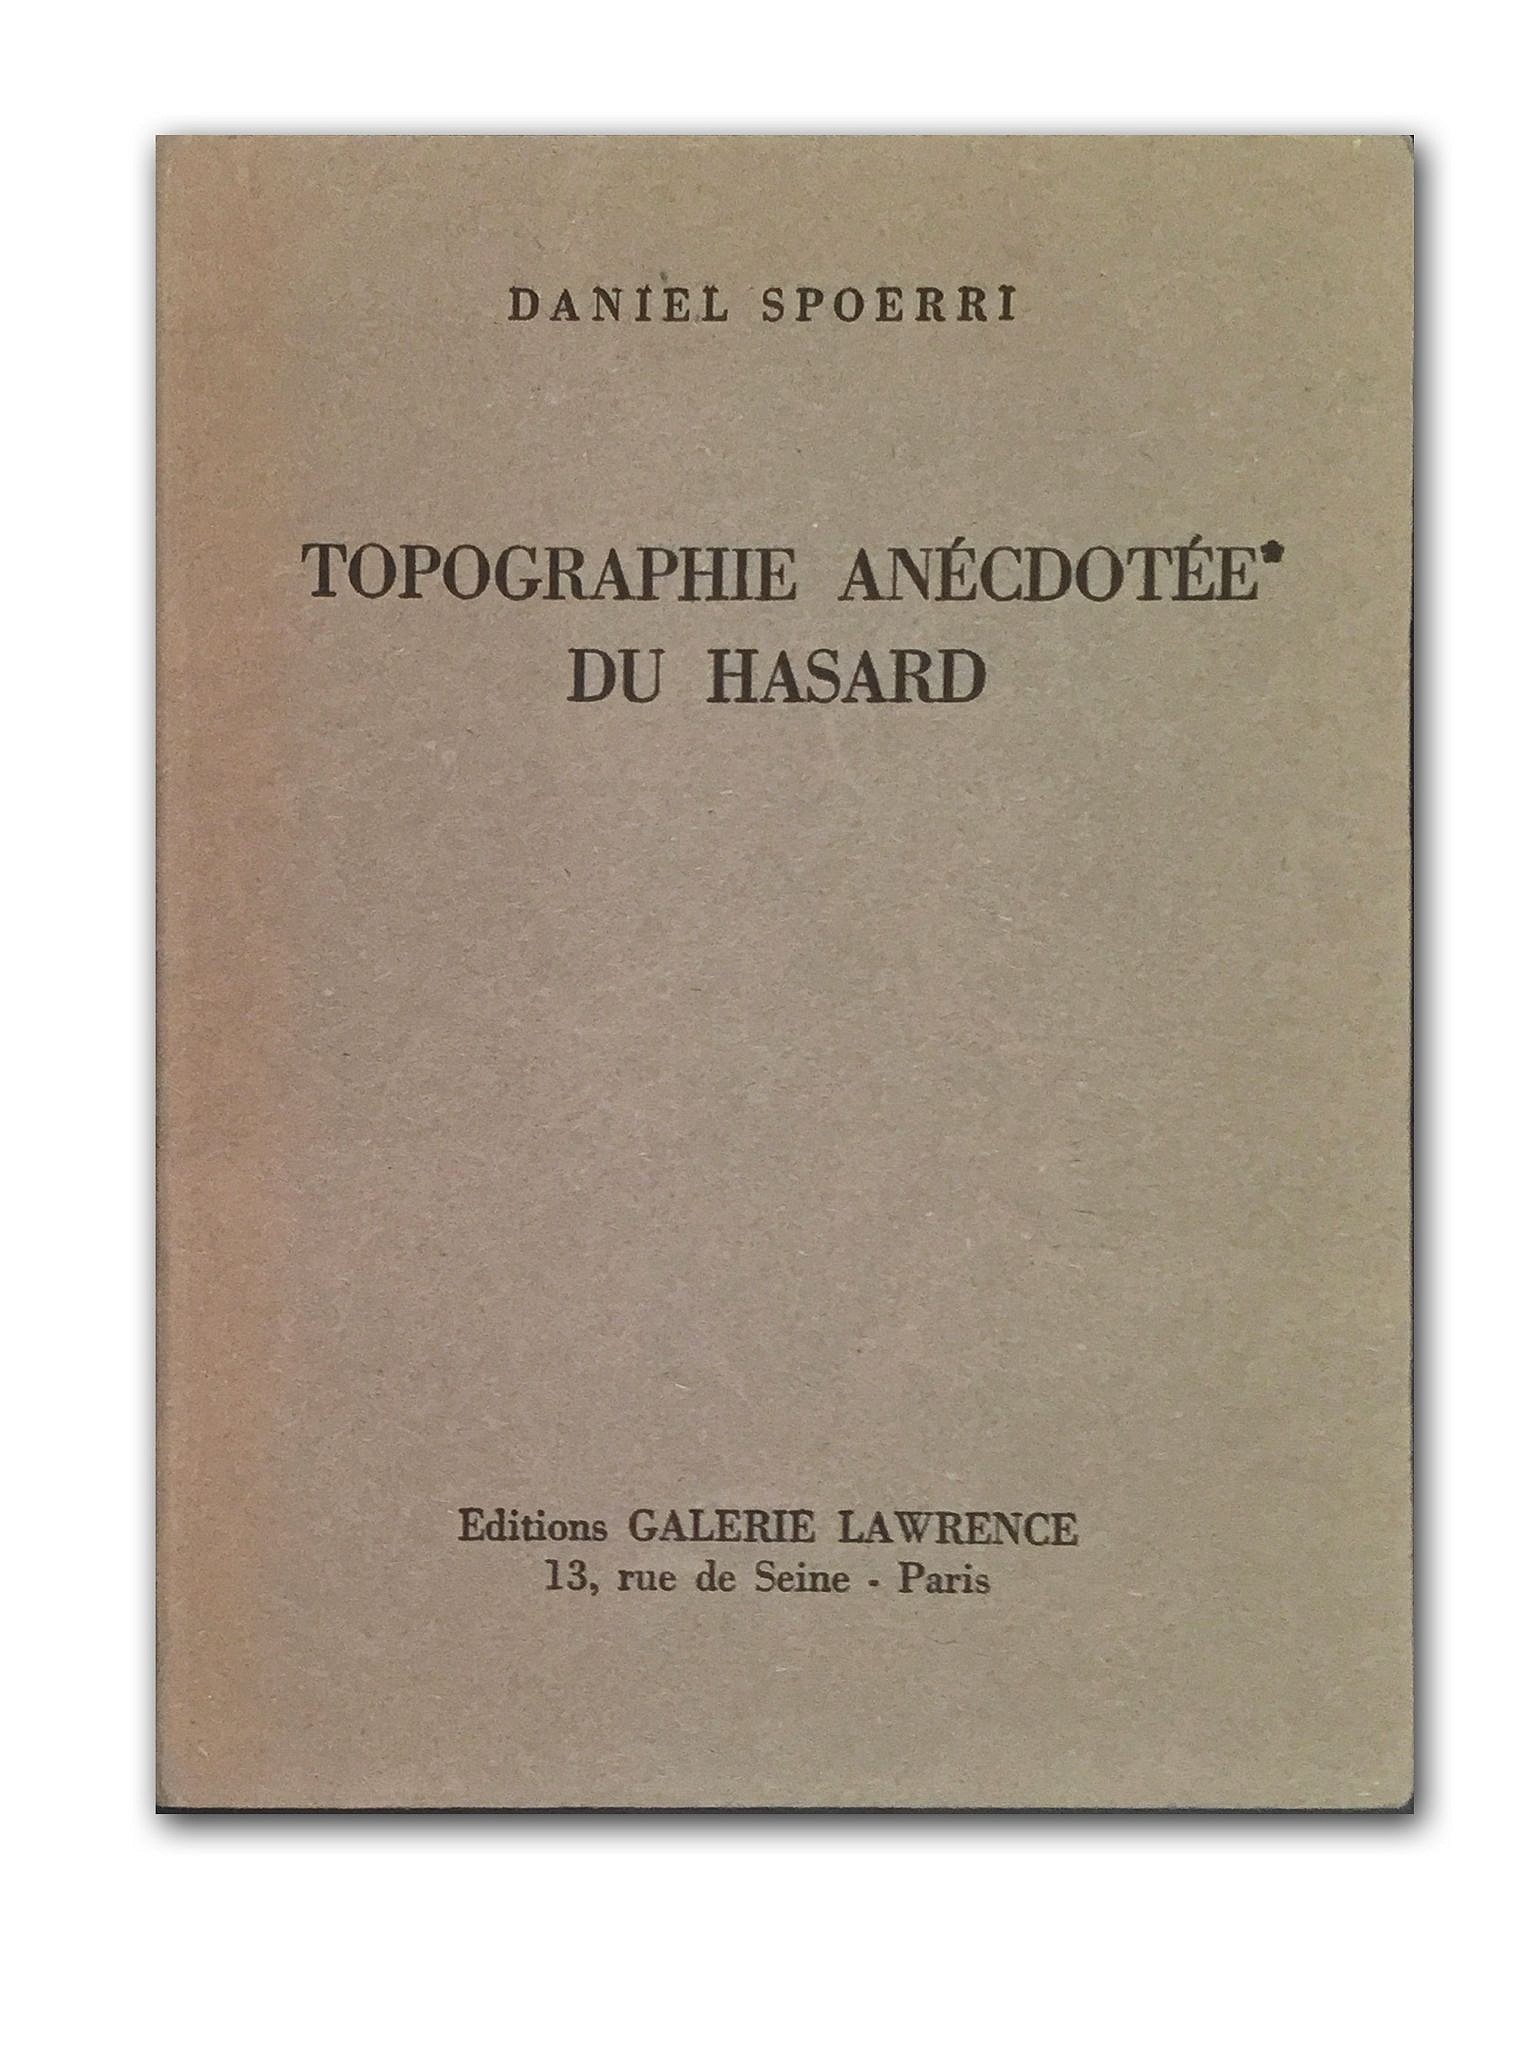 DANIEL SPOERRI
TOPOGRAPHIE ANÉCDOTÉE*
DU HASARD
Editions GALERIE LAWRENCE
13, rue de Seine - Paris